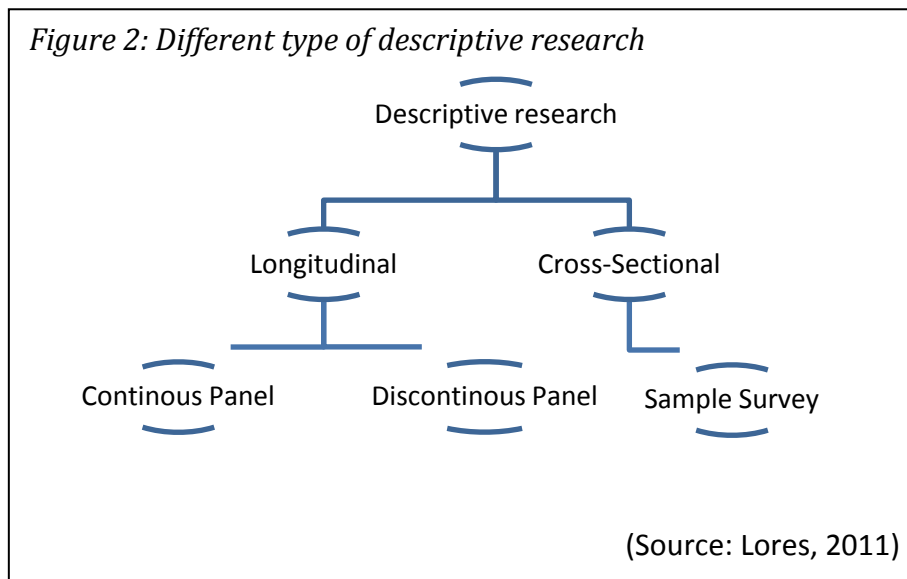 Figure 2: Different type of descriptive research
Descriptive research
Longitudinal
Cross-Sectional
Continous Panel
Discontinous Panel
Sample Survey
(Source: Lores, 2011)